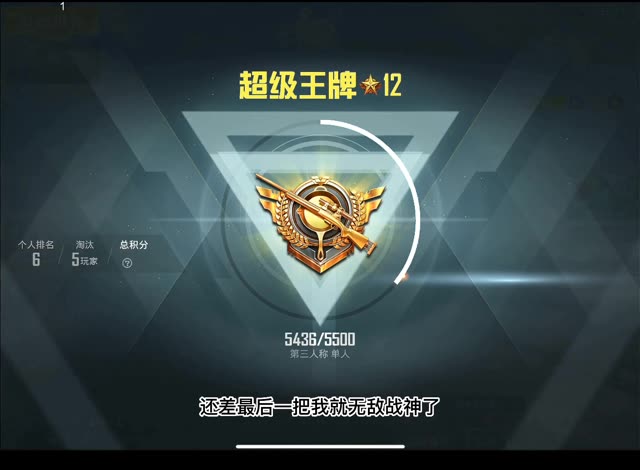 1
超级王牌★12
个人排名 淘汰 总积分
6 5玩家 ?
5436/5500
第三人称 单人
还差最后一把我就无敌战神了